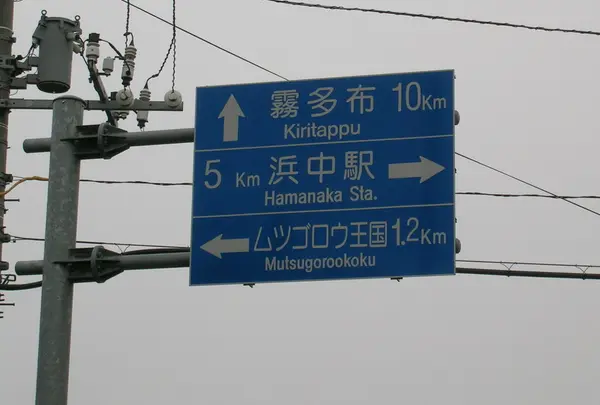 霧多布 10Km
Kiritappu
5 Km 浜中駅
Hamanaka Sta.
ムツゴロウ王国 1.2Km
Mutsugorookoku